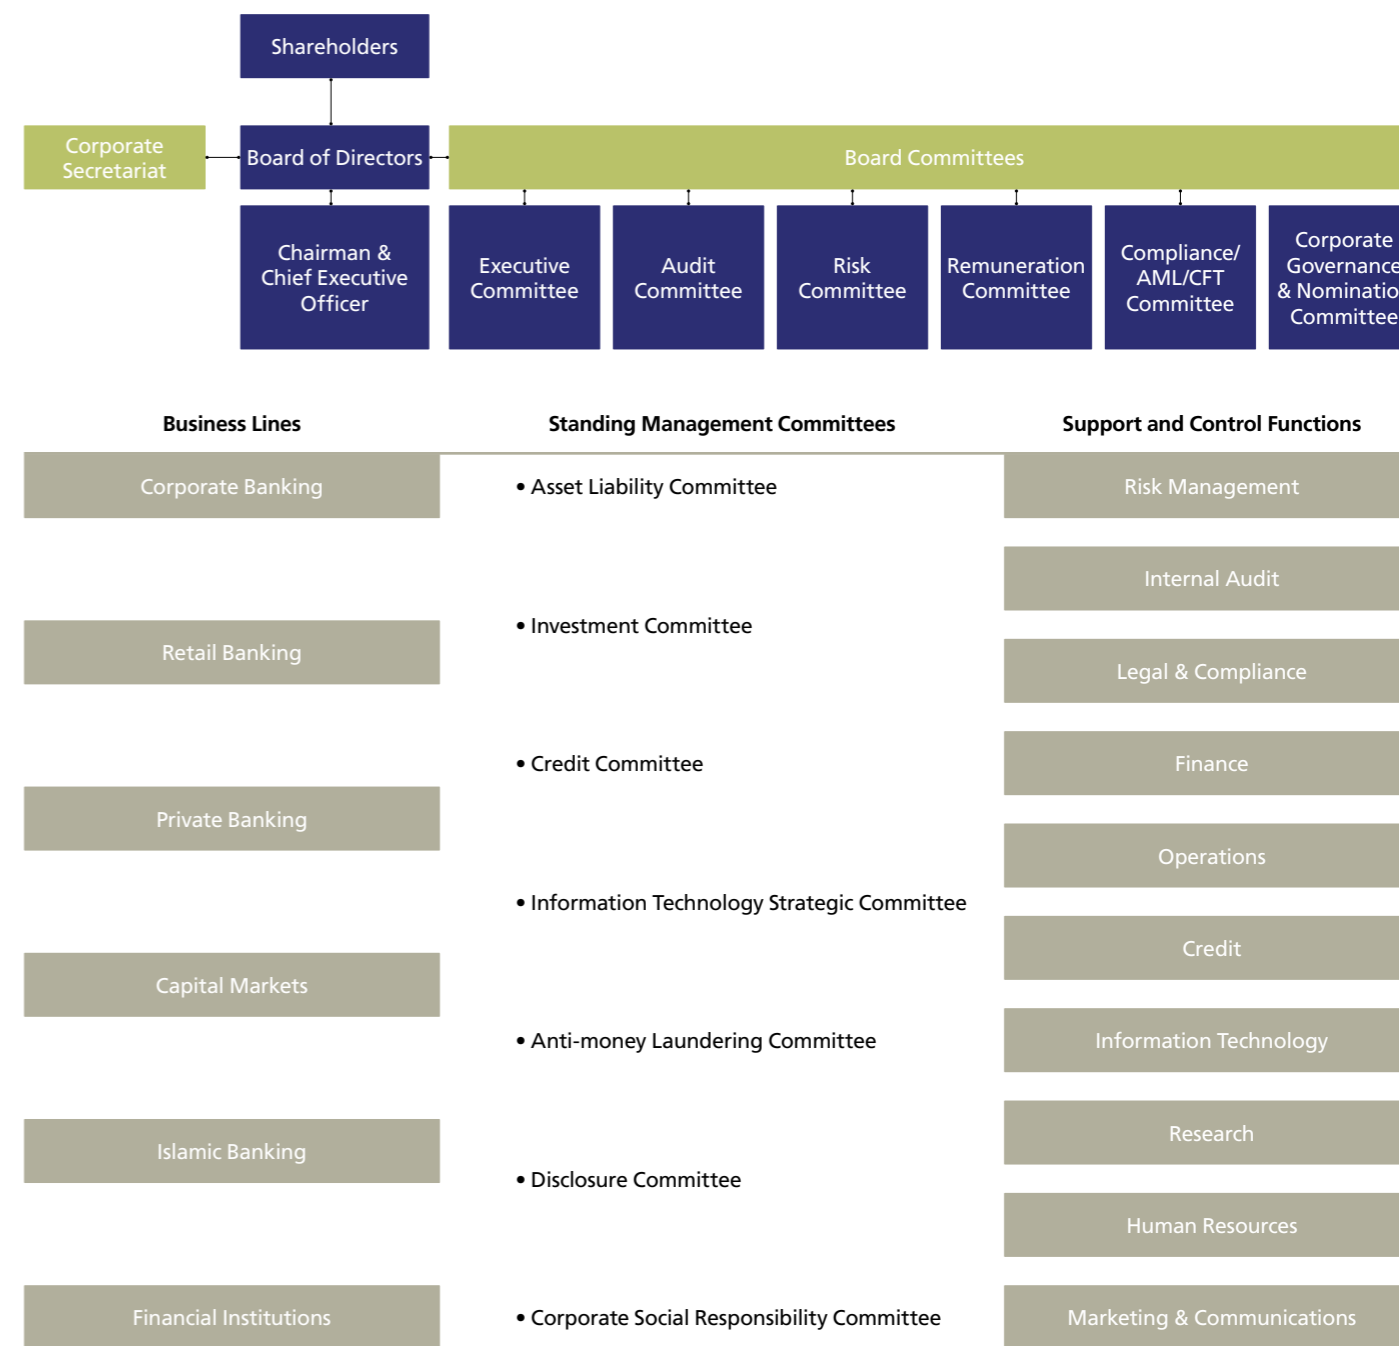 Shareholders
Corporate
Secretariat
Board of Directors
Board Committees
Chairman &
Chief Executive
Officer
Executive
Committee
Audit
Committee
Risk
Committee
Remuneration
Committee
Compliance/
AML/CFT
Committee
Corporate
Governance
& Nominatio
Committee
Business Lines
Standing Management Committees
Support and Control Functions
Corporate Banking
Retail Banking
Private Banking
Capital Markets
Islamic Banking
Financial Institutions
• Asset Liability Committee
• Investment Committee
• Credit Committee
• Information Technology Strategic Committee
• Anti-money Laundering Committee
• Disclosure Committee
• Corporate Social Responsibility Committee
Risk Management
Internal Audit
Legal & Compliance
Finance
Operations
Credit
Information Technology
Research
Human Resources
Marketing & Communications